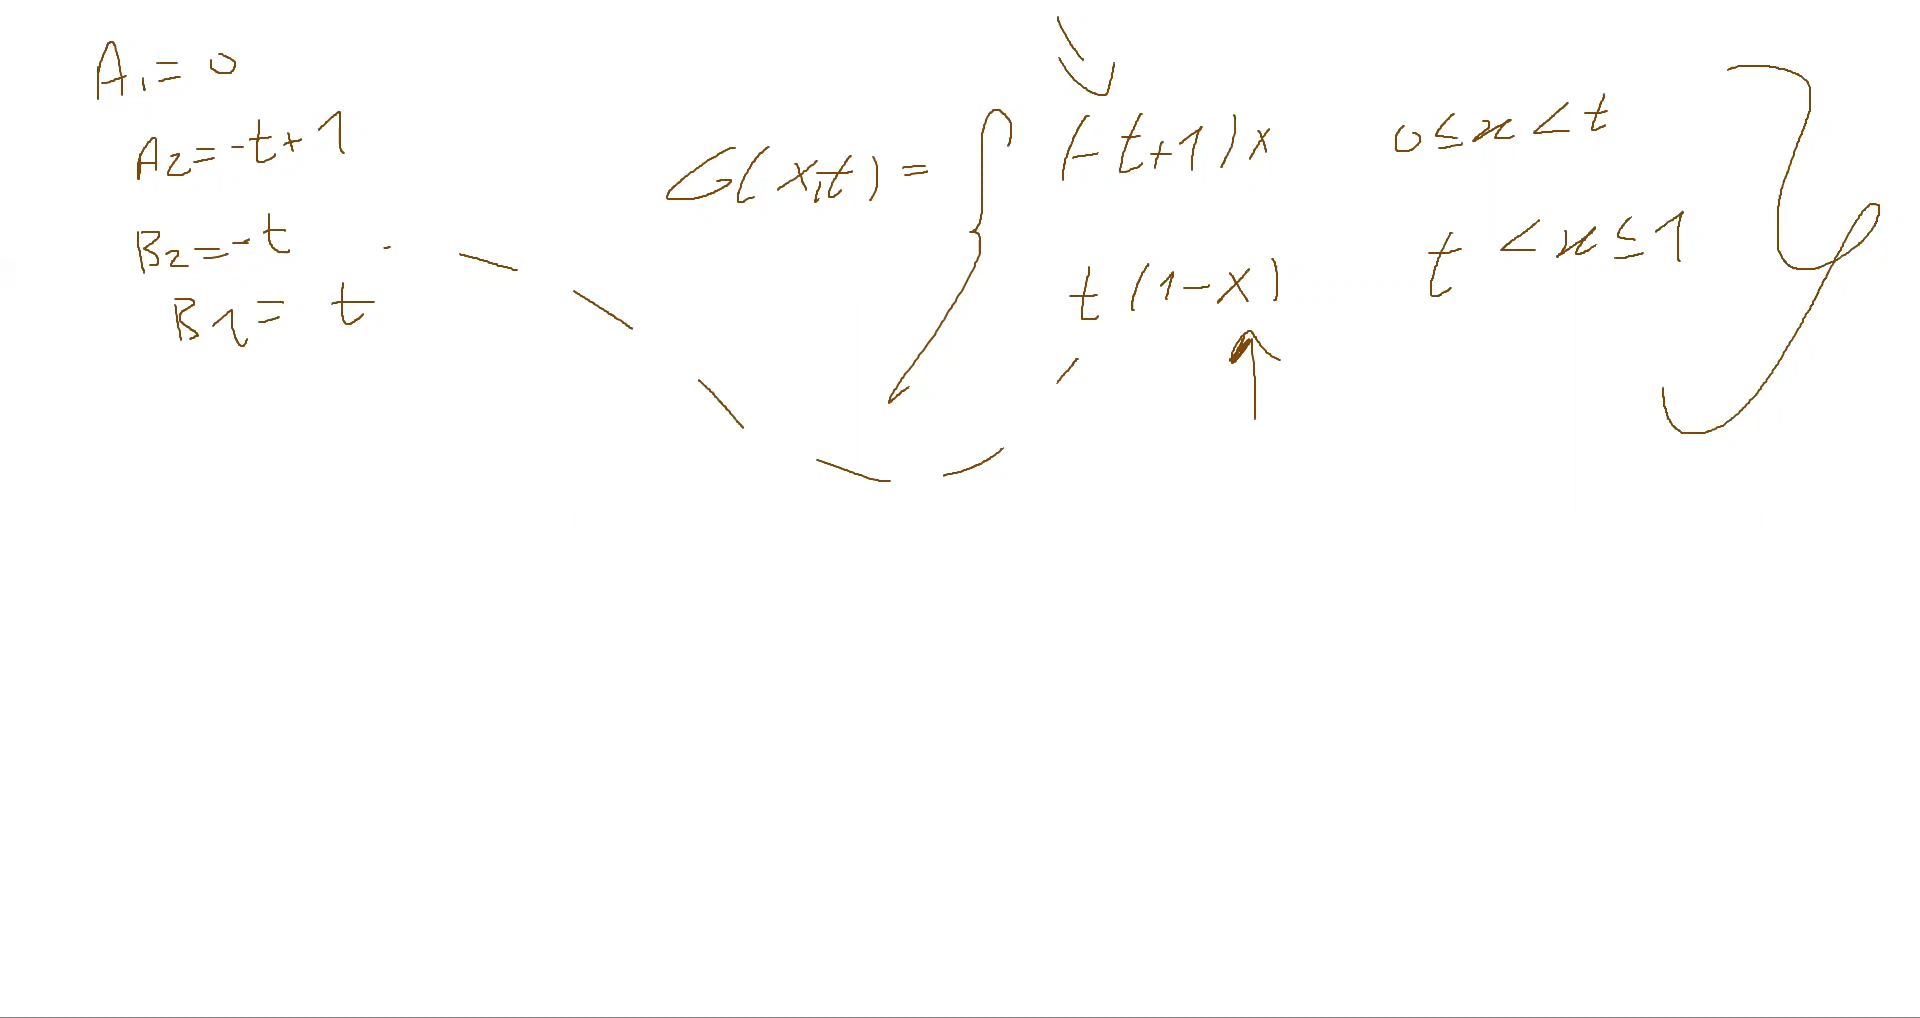 A₁ = 0
A2 = -t+1
B2 = -t
B1 = t
G(x,t) = { (-t+1)x 0≤x<t
t(1-x) t<x≤1